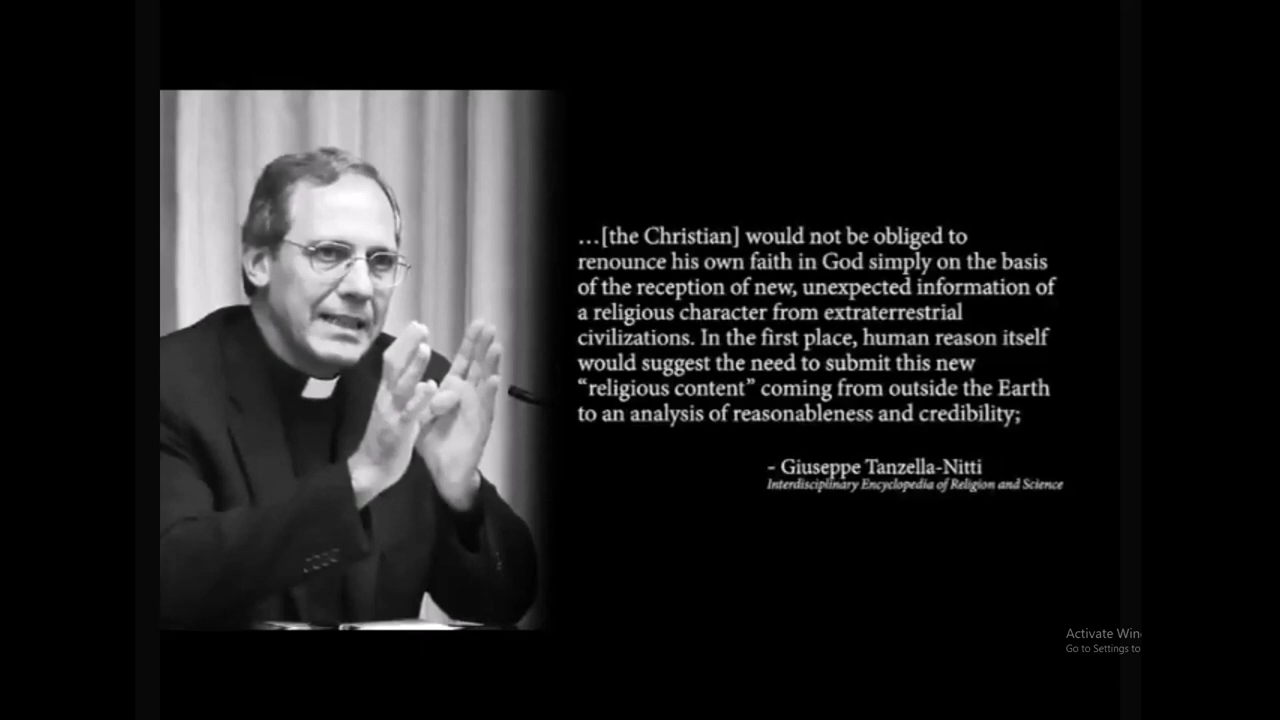 …[the Christian] would not be obliged to
renounce his own faith in God simply on the basis
of the reception of new, unexpected information of
a religious character from extraterrestrial
civilizations. In the first place, human reason itself
would suggest the need to submit this new
“religious content” coming from outside the Earth
to an analysis of reasonableness and credibility;
- Giuseppe Tanzella-Nitti
Interdisciplinary Encyclopedia of Religion and Science
Activate Win
Go to Settings to